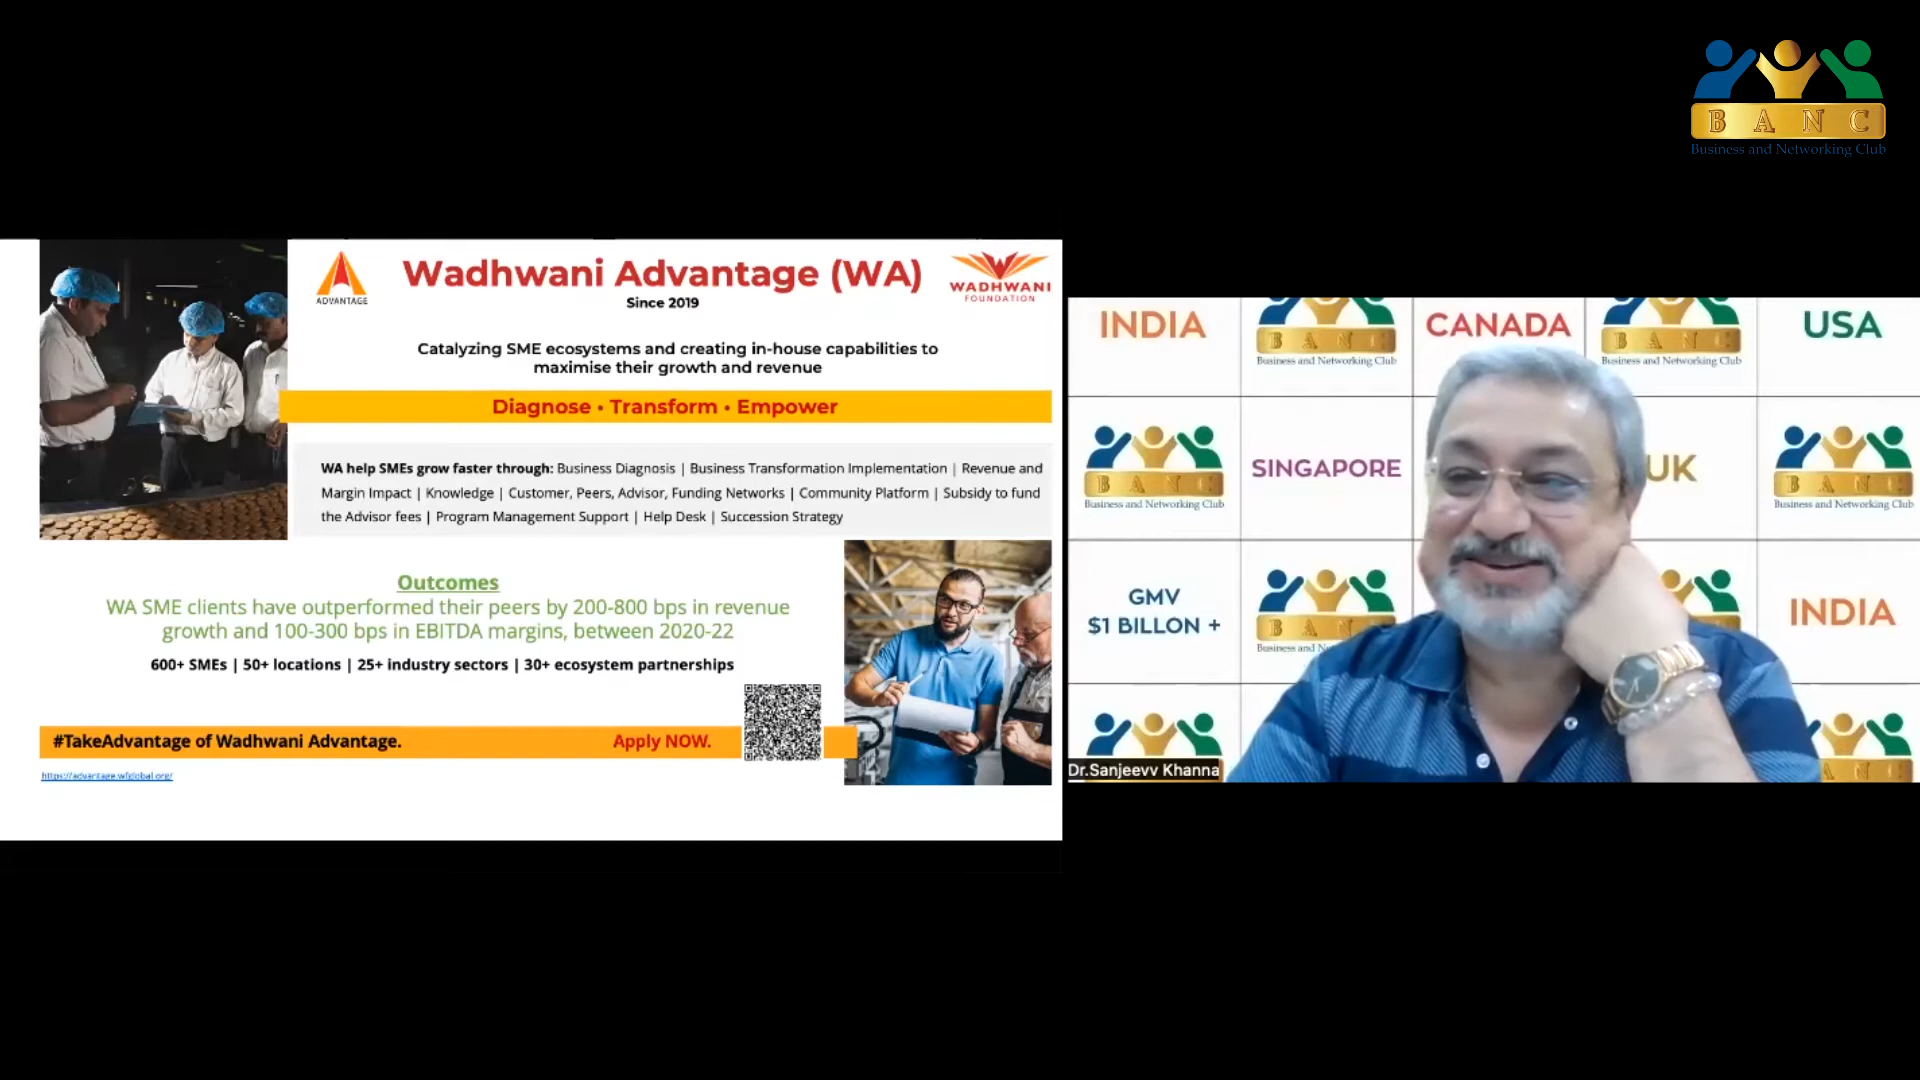 B A N C
Business and Networking Club
ADVANTAGE
Wadhwani Advantage (WA)
Since 2019
WADHWANI
FOUNDATION
Catalyzing SME ecosystems and creating in-house capabilities to
maximise their growth and revenue
Diagnose • Transform • Empower
WA help SMEs grow faster through: Business Diagnosis | Business Transformation Implementation | Revenue and
Margin Impact | Knowledge | Customer, Peers, Advisor, Funding Networks | Community Platform | Subsidy to fund
the Advisor fees | Program Management Support | Help Desk | Succession Strategy
Outcomes
WA SME clients have outperformed their peers by 200-800 bps in revenue
growth and 100-300 bps in EBITDA margins, between 2020-22
600+ SMEs | 50+ locations | 25+ industry sectors | 30+ ecosystem partnerships
#TakeAdvantage of Wadhwani Advantage.
Apply NOW.
https://advantage.wfglobal.org/
INDIA
B A N C
Business and Networking Club
CANADA
B A N C
Business and Networking Club
USA
B A N C
Business and Networking Club
SINGAPORE
UK
B A N C
Business and Networking Club
GMV
$1 BILLON +
B A N
Business and
INDIA
Dr.Sanjeevv Khanna
A N C